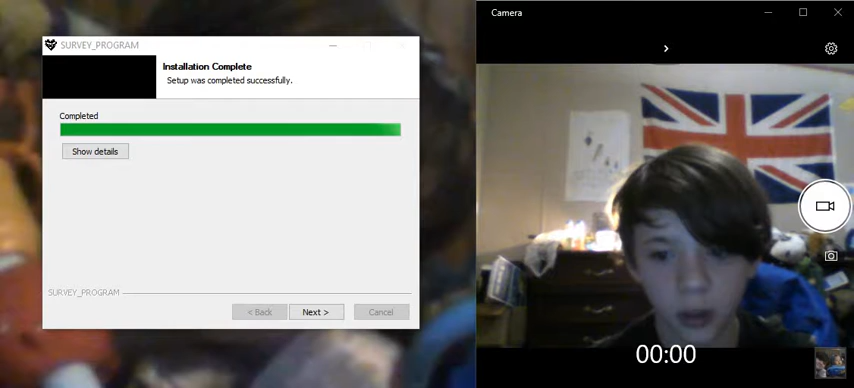 SURVEY_PROGRAM
Installation Complete
Setup was completed successfully.
Completed
Show details
SURVEY_PROGRAM
< Back
Next >
Cancel
Camera
00:00